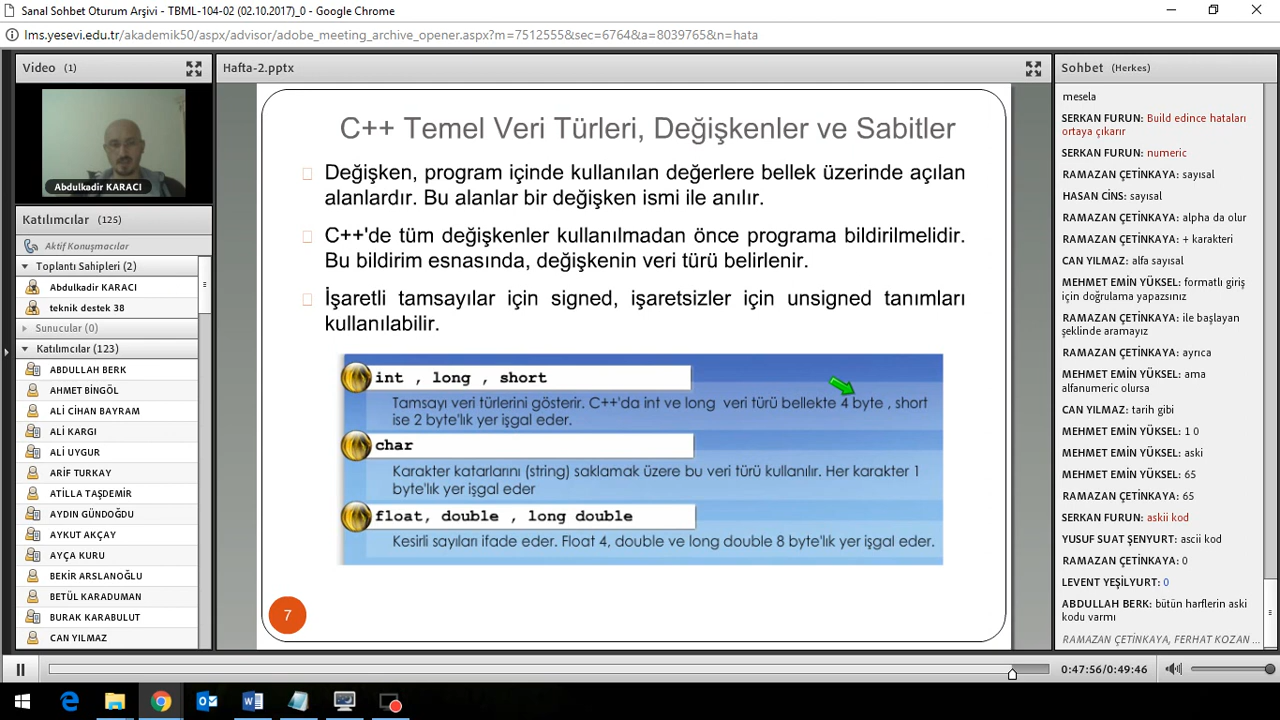 Sanal Sohbet Oturum Arşivi - TBML-104-02 (02.10.2017)_0 - Google Chrome
lms.yesevi.edu.tr/akademik50/aspx/advisor/adobe_meeting_archive_opener.aspx?m=7512555&sec=6764&a=8039765&n=hata
Video (1)
Abdulkadir KARACI
Katılımcılar (125)
Aktif Konuşmacılar
Toplantı Sahipleri (2)
Abdulkadir KARACI
teknik destek 38
Sunucular (0)
Katılımcılar (123)
ABDULLAH BERK
AHMET BİNGÖL
ALİ CİHAN BAYRAM
ALİ KARGI
ALİ UYGUR
ARİF TURKAY
ATİLLA TAŞDEMİR
AYDIN GÜNDOĞDU
AYKUT AKÇAY
AYÇA KURU
BEKİR ARSLANOĞLU
BETÜL KARADUMAN
BURAK KARABULUT
CAN YILMAZ
Hafta-2.pptx
C++ Temel Veri Türleri, Değişkenler ve Sabitler
Değişken, program içinde kullanılan değerlere bellek üzerinde açılan
alanlardır. Bu alanlar bir değişken ismi ile anılır.
C++'de tüm değişkenler kullanılmadan önce programa bildirilmelidir.
Bu bildirim esnasında, değişkenin veri türü belirlenir.
İşaretli tamsayılar için signed, işaretsizler için unsigned tanımları
kullanılabilir.
int , long , short
Tamsayı veri türlerini gösterir. C++'da int ve long veri türü bellekte 4 byte , short
ise 2 byte'lık yer işgal eder.
char
Karakter katarlarını (string) saklamak üzere bu veri türü kullanılır. Her karakter 1
byte'lık yer işgal eder
float, double , long double
Kesirli sayıları ifade eder. Float 4, double ve long double 8 byte'lık yer işgal eder.
7
Sohbet (Herkes)
mesela
SERKAN FURUN: Build edince hataları
ortaya çıkarır
SERKAN FURUN: numeric
RAMAZAN ÇETİNKAYA: sayısal
HASAN CİNS: sayısal
RAMAZAN ÇETİNKAYA: alpha da olur
RAMAZAN ÇETİNKAYA: + karakteri
CAN YILMAZ: alfa sayısal
MEHMET EMİN YÜKSEL: formatlı giriş
için doğrulama yapazsınız
RAMAZAN ÇETİNKAYA: ile başlayan
şeklinde aramayız
RAMAZAN ÇETİNKAYA: ayrıca
MEHMET EMİN YÜKSEL: ama
alfanumeric olursa
CAN YILMAZ: tarih gibi
MEHMET EMİN YÜKSEL: 1 0
MEHMET EMİN YÜKSEL: aski
MEHMET EMİN YÜKSEL: 65
RAMAZAN ÇETİNKAYA: 65
SERKAN FURUN: askii kod
YUSUF SUAT ŞENYURT: ascii kod
RAMAZAN ÇETİNKAYA: 0
LEVENT YEŞİLYURT: 0
ABDULLAH BERK: bütün harflerin aski
kodu varmı
RAMAZAN ÇETİNKAYA, FERHAT KOZAN ...
0:47:56/0:49:46